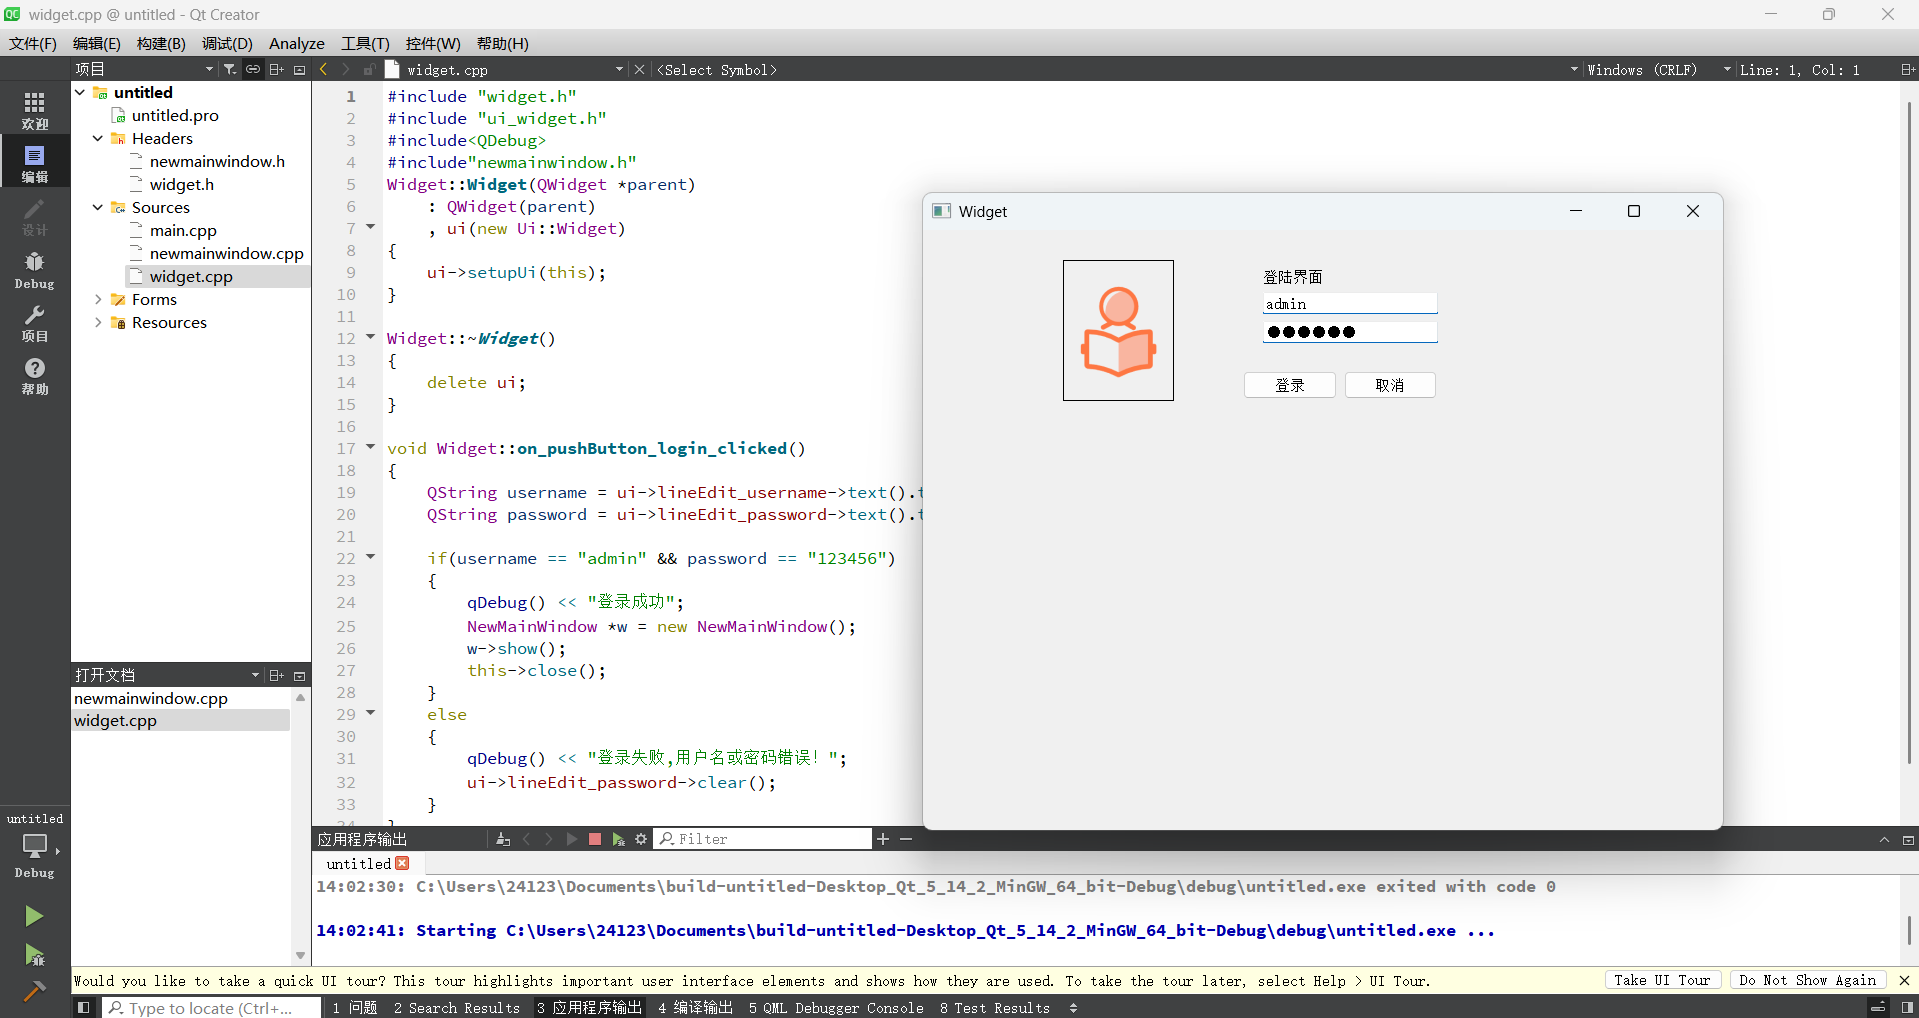 widget.cpp @ untitled - Qt Creator
文件(F) 编辑(E) 构建(B) 调试(D) Analyze 工具(T) 控件(W) 帮助(H)
项目
widget.cpp
<Select Symbol>
Windows (CRLF)
Line: 1, Col: 1
欢迎
编辑
设计
Debug
项目
帮助
untitled
Debug
untitled
untitled.pro
Headers
newmainwindow.h
widget.h
Sources
main.cpp
newmainwindow.cpp
widget.cpp
Forms
Resources
打开文档
newmainwindow.cpp
widget.cpp
1 #include "widget.h"
2 #include "ui_widget.h"
3 #include<QDebug>
4 #include"newmainwindow.h"
5 Widget::Widget(QWidget *parent)
6     : QWidget(parent)
7     , ui(new Ui::Widget)
8 {
9     ui->setupUi(this);
10 }
11
12 Widget::~Widget()
13 {
14     delete ui;
15 }
16
17 void Widget::on_pushButton_login_clicked()
18 {
19     QString username = ui->lineEdit_username->text().
20     QString password = ui->lineEdit_password->text().
21
22     if(username == "admin" && password == "123456")
23     {
24         qDebug() << "登录成功";
25         NewMainWindow *w = new NewMainWindow();
26         w->show();
27         this->close();
28     }
29     else
30     {
31         qDebug() << "登录失败,用户名或密码错误! ";
32         ui->lineEdit_password->clear();
33     }
Widget
登陆界面
admin
●●●●●●
登录 取消
应用程序输出
Filter
untitled
14:02:30: C:\Users\24123\Documents\build-untitled-Desktop_Qt_5_14_2_MinGW_64_bit-Debug\debug\untitled.exe exited with code 0
14:02:41: Starting C:\Users\24123\Documents\build-untitled-Desktop_Qt_5_14_2_MinGW_64_bit-Debug\debug\untitled.exe ...
Would you like to take a quick UI tour? This tour highlights important user interface elements and shows how they are used. To take the tour later, select Help > UI Tour.
Take UI Tour
Do Not Show Again
Type to locate (Ctrl+...
1 问题 2 Search Results 3 应用程序输出 4 编译输出 5 QML Debugger Console 8 Test Results